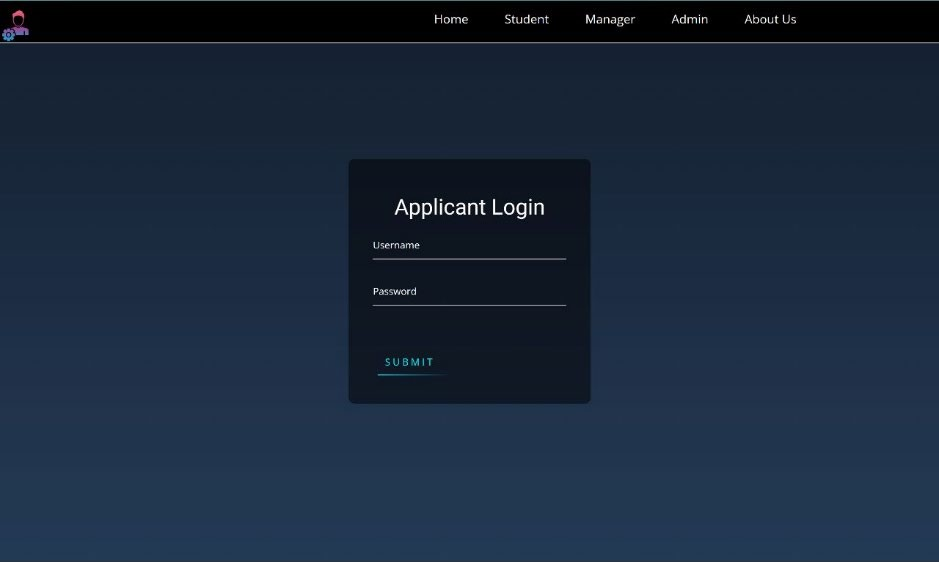 Home Student Manager Admin About Us
Applicant Login
Username
Password
SUBMIT